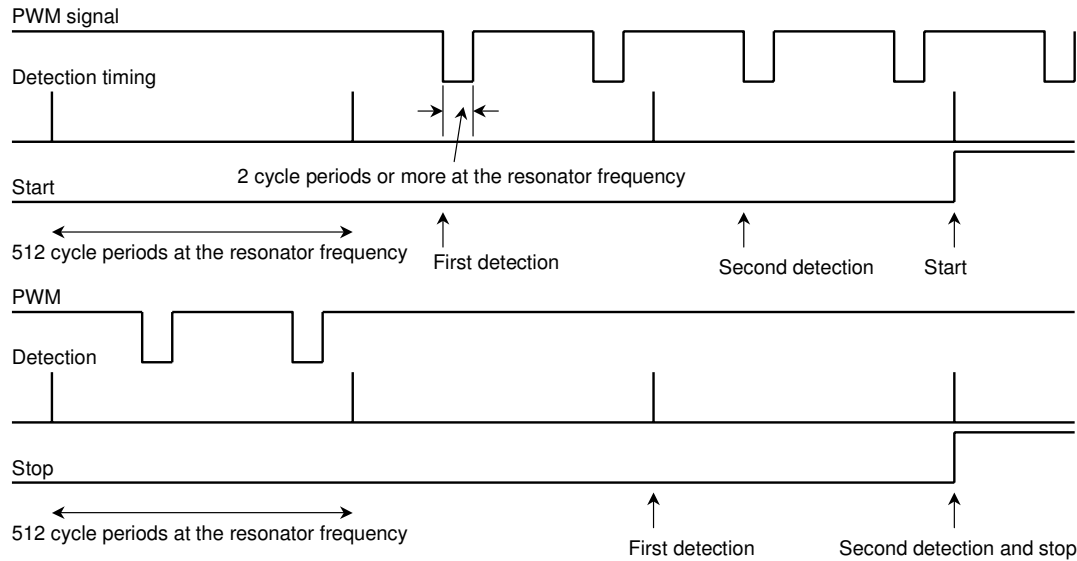 PWM signal
Detection timing
2 cycle periods or more at the resonator frequency
Start
512 cycle periods at the resonator frequency
First detection
Second detection
Start
PWM
Detection
Stop
512 cycle periods at the resonator frequency
First detection
Second detection and stop